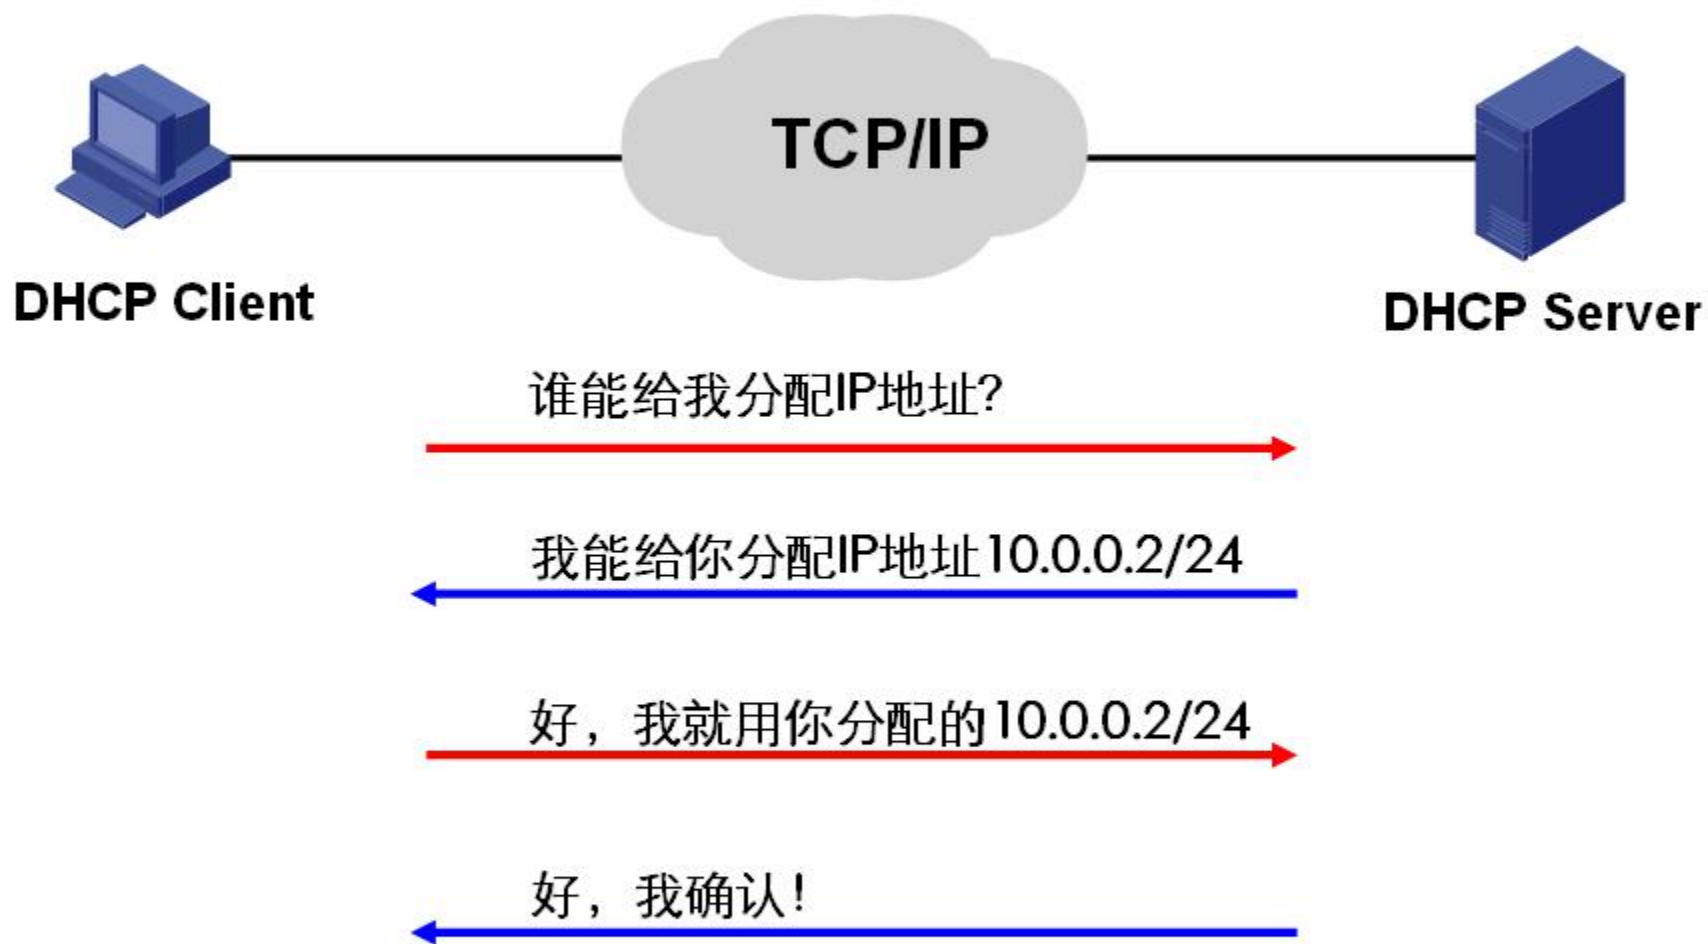 TCP/IP
DHCP Client
DHCP Server
谁能给我分配IP地址?
我能给你分配IP地址10.0.0.2/24
好，我就用你分配的10.0.0.2/24
好，我确认!